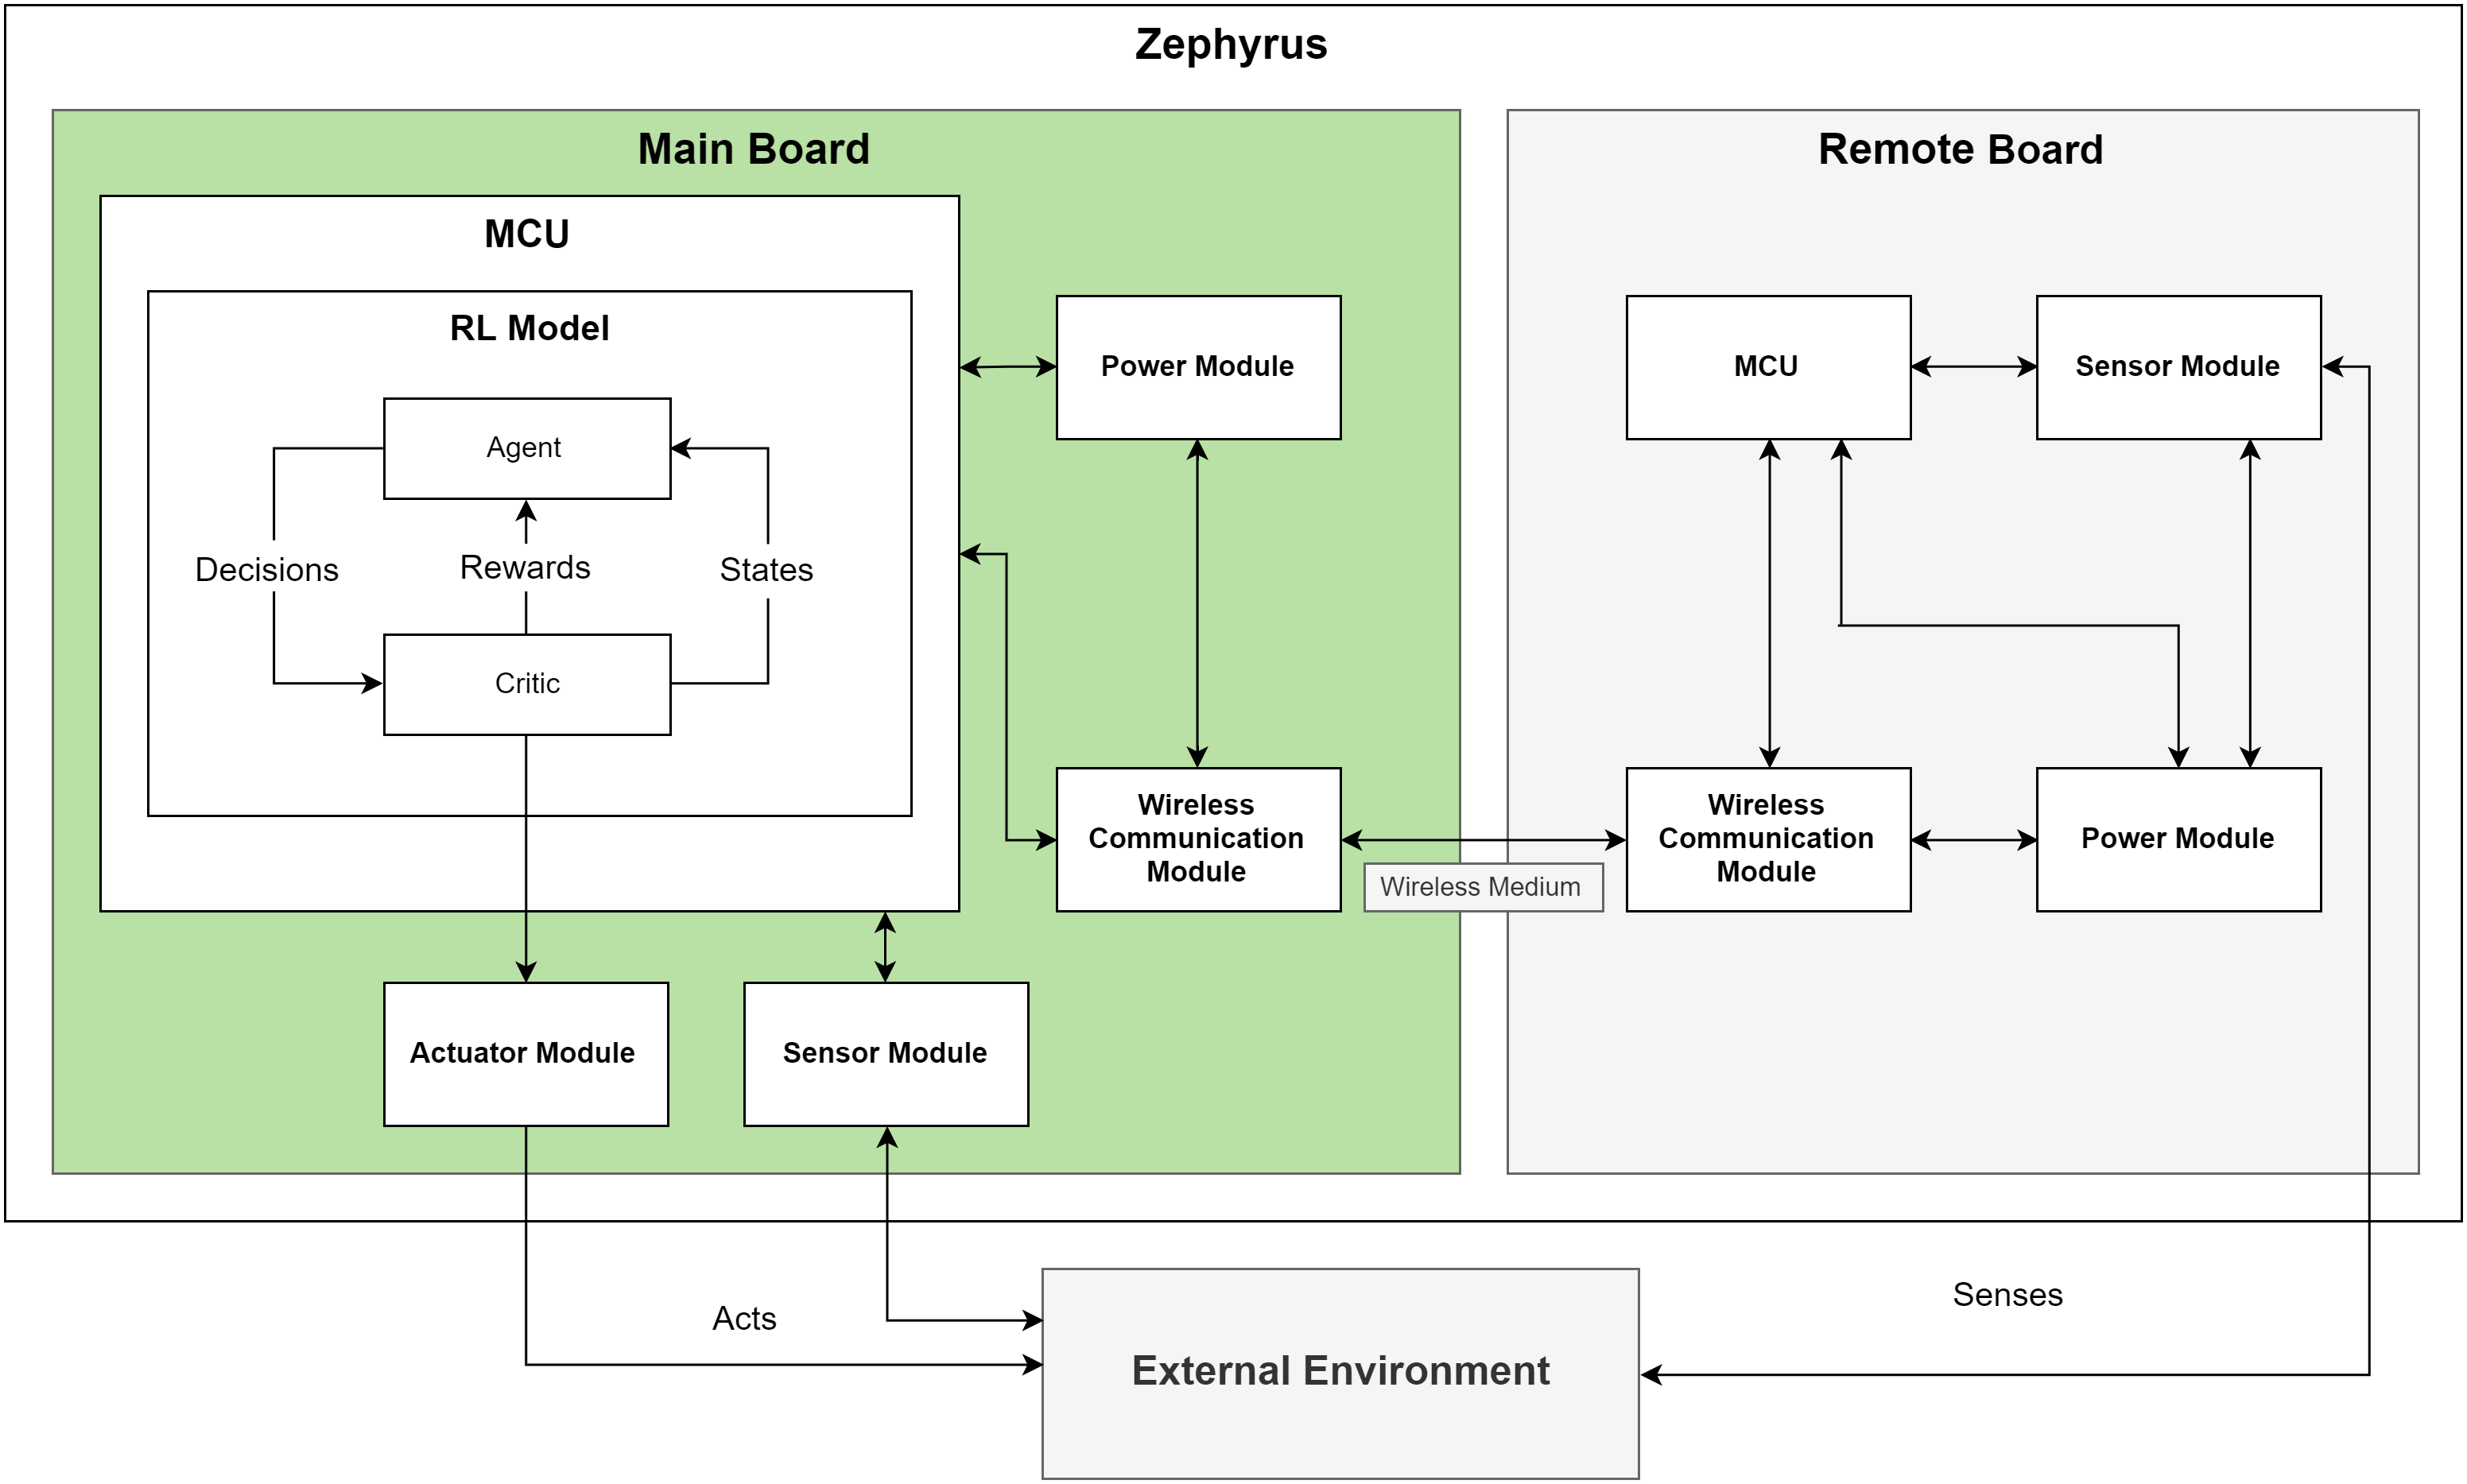 Zephyrus
Main Board
MCU
RL Model
Agent
Decisions
Rewards
States
Critic
Power Module
Wireless
Communication
Module
Actuator Module
Sensor Module
Wireless Medium
Remote Board
MCU
Sensor Module
Wireless
Communication
Module
Power Module
Acts
Senses
External Environment